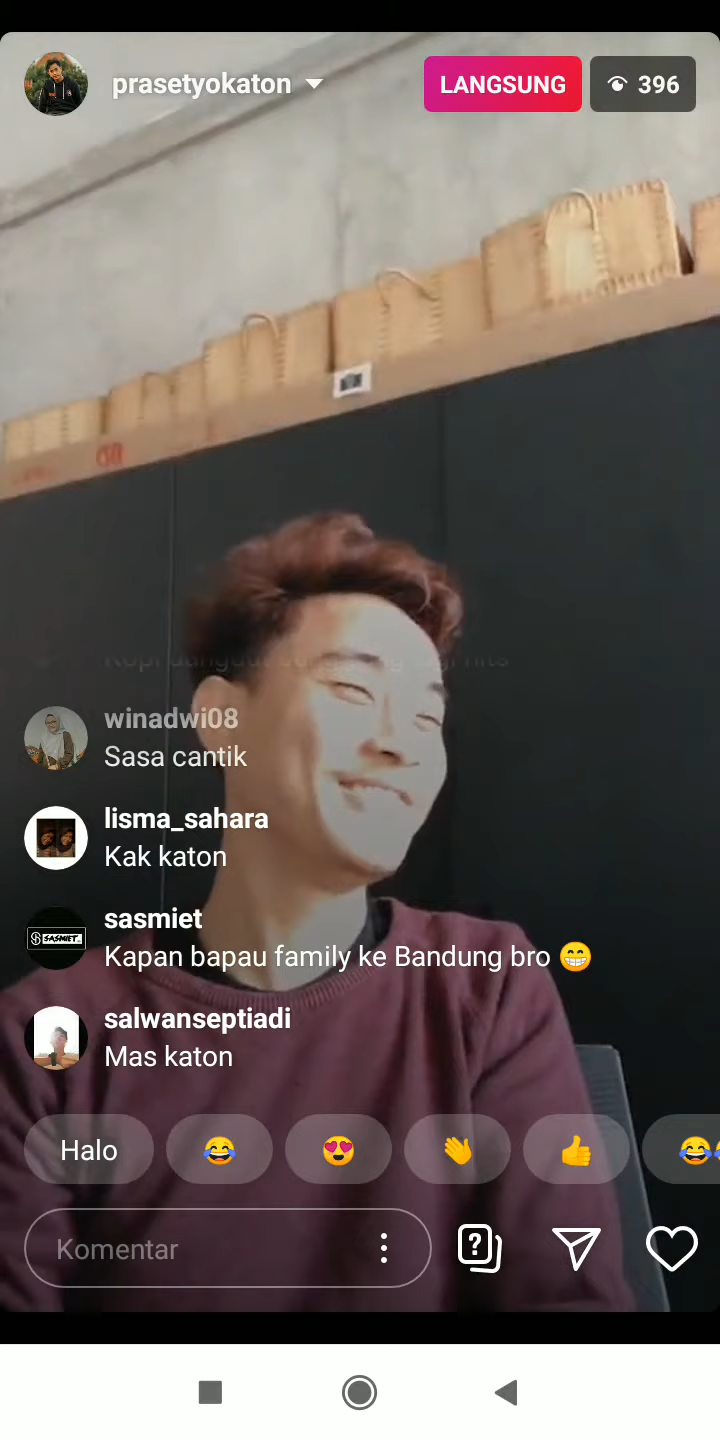 prasetyokaton
LANGSUNG
396
winadwi08
Sasa cantik
lisma_sahara
Kak katon
sasmiet
SASMIET
Kapan bapau family ke Bandung bro 😁
salwanseptiadi
Mas katon
Halo 😂 😍 👋 👍 😂
Komentar